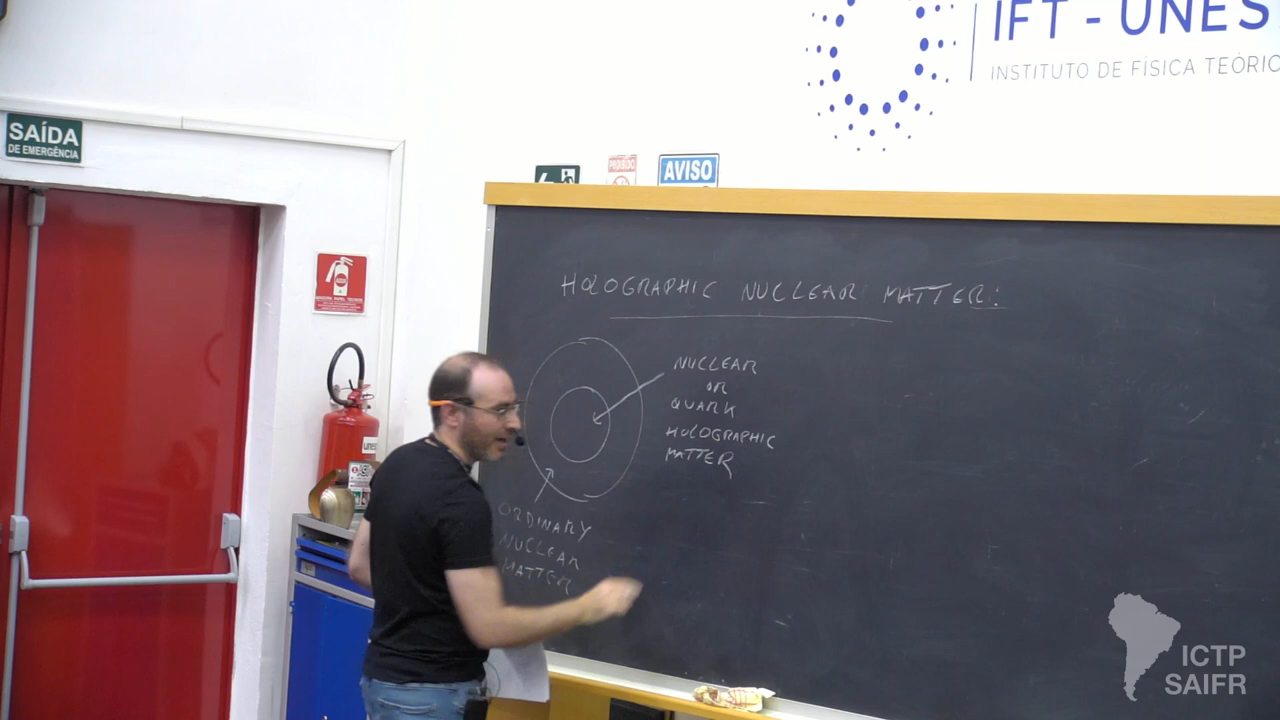 IFT - UNES
INSTITUTO DE FÍSICA TEÓRIC
SAÍDA
DE EMERGÊNCIA
PROIBIDO
AVISO
HOLOGRAPHIC NUCLEAR MATTER:
NUCLEAR
OR
QUARK
HOLOGRAPHIC
MATTER
ORDINARY
NUCLEAR
MATTER
ICTP
SAIFR